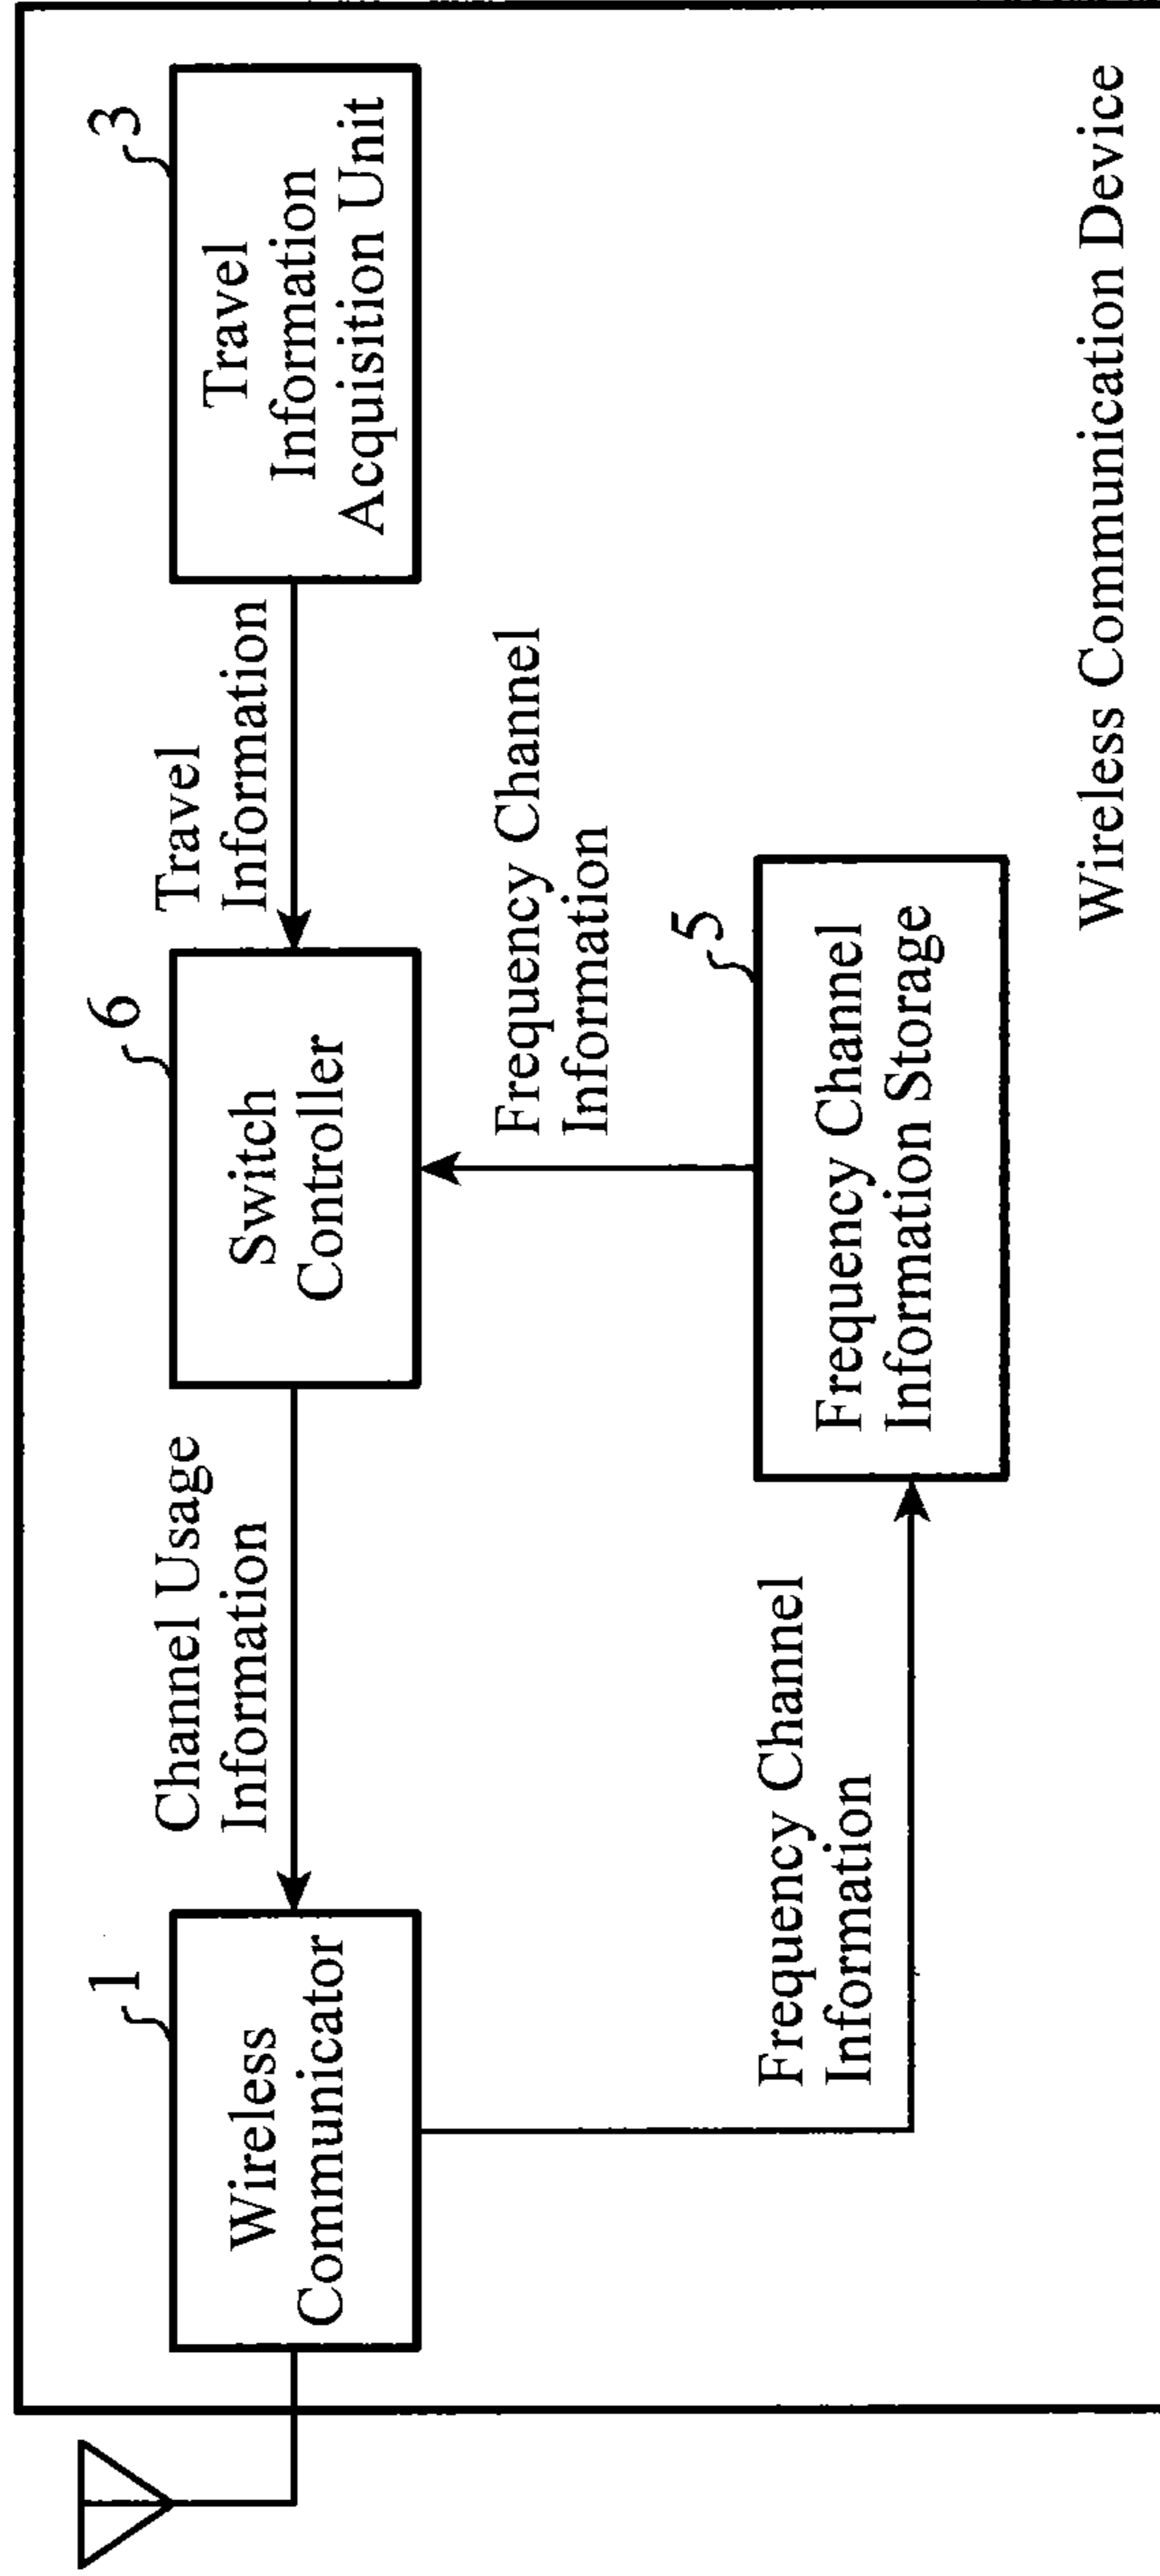 1
Wireless
Communicator
Channel Usage
Information
6
Switch
Controller
Travel
Information
3
Travel
Information
Acquisition Unit
Frequency Channel
Information
Frequency Channel
Information
5
Frequency Channel
Information Storage
Wireless Communication Device